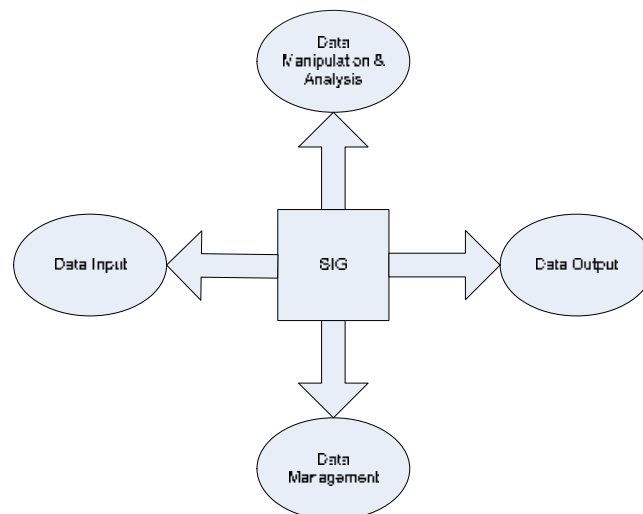 Data
Manipulation &
Analysis
Data Input
SIG
Data Output
Data
Management